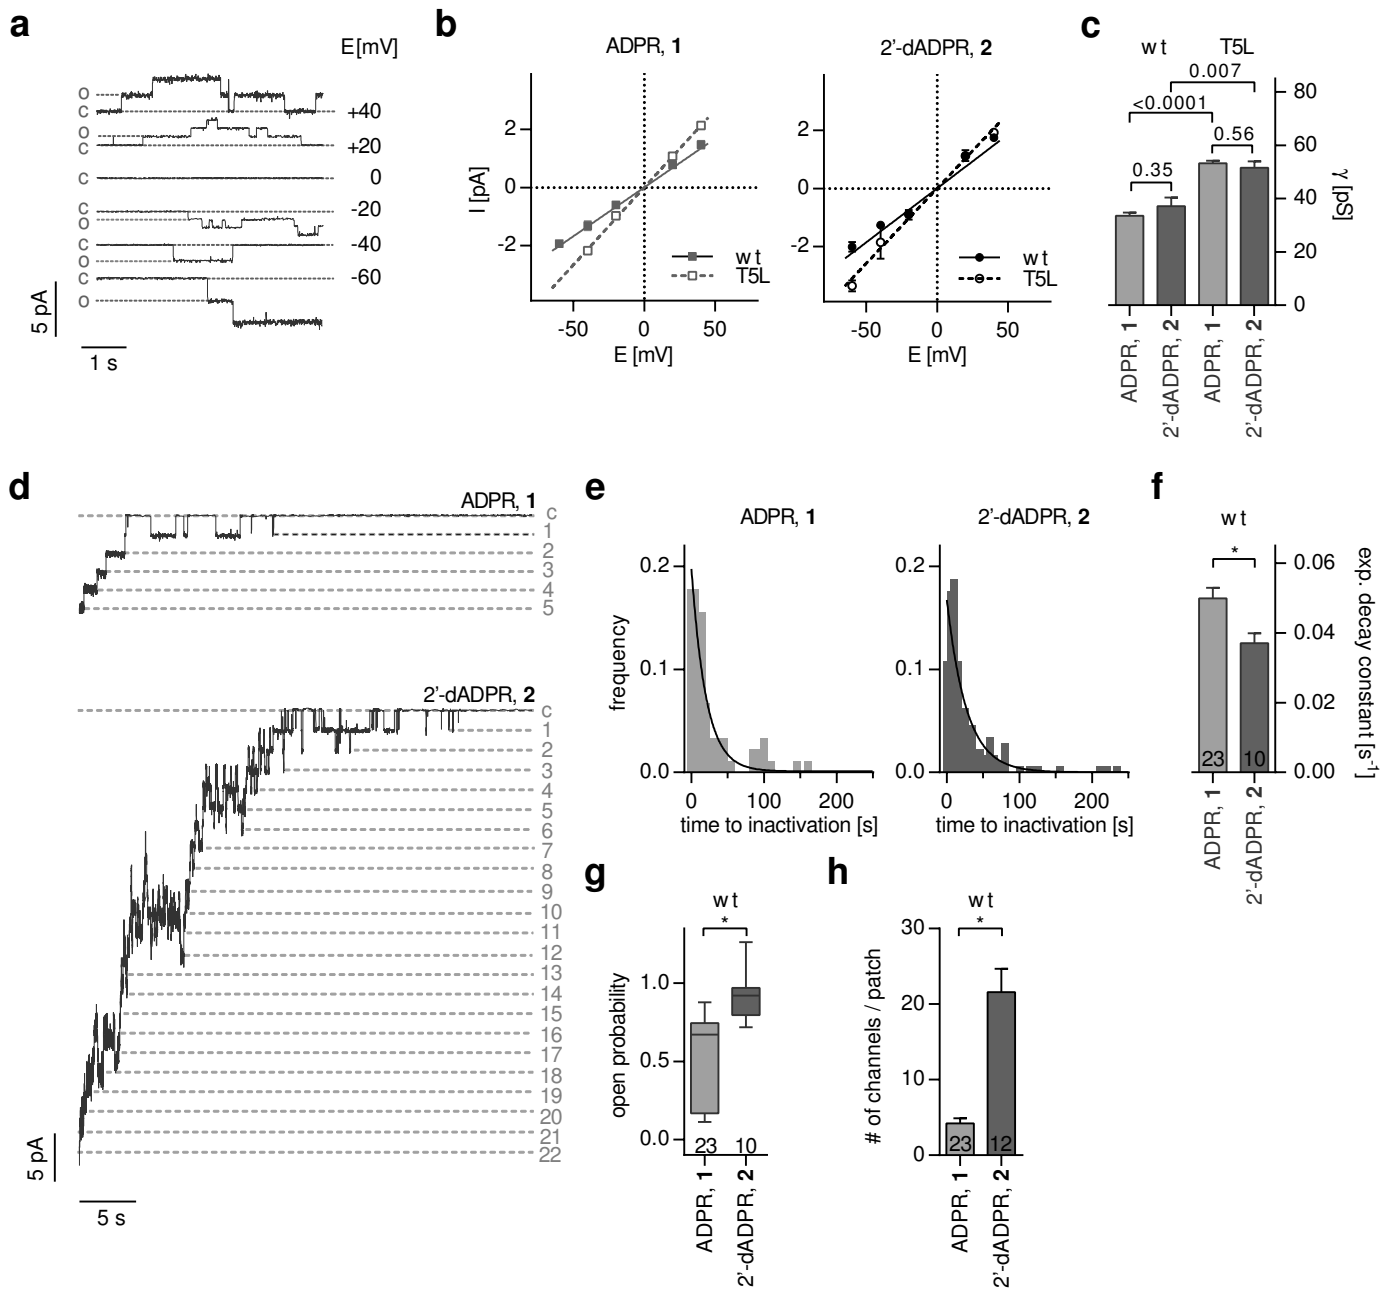 a
E [mV]
o
c
+40
o
c
+20
c
0
c
-20
o
c
-40
o
c
-60
o
5 pA
1 s
b
ADPR, 1
2
0
-2
I [pA]
-50
0
50
E [mV]
wt
T5L
2'-dADPR, 2
2
0
-2
-50
0
50
E [mV]
wt
T5L
c
wt
T5L
0.007
<0.0001
0.56
0.35
80
60
40
20
0
γ [pS]
ADPR, 1
2'-dADPR, 2
ADPR, 1
2'-dADPR, 2
d
ADPR, 1
c
1
2
3
4
5
2'-dADPR, 2
c
1
2
3
4
5
6
7
8
9
10
11
12
13
14
15
16
17
18
19
20
21
22
5 pA
5 s
e
ADPR, 1
0.2
0.1
0.0
frequency
0
100
200
time to inactivation [s]
2'-dADPR, 2
0.2
0.1
0.0
0
100
200
time to inactivation [s]
f
wt
*
0.06
0.04
0.02
0.00
exp. decay constant [s-1]
23
10
ADPR, 1
2'-dADPR, 2
g
wt
*
1.0
0.5
0.0
open probability
23
10
ADPR, 1
2'-dADPR, 2
h
wt
*
30
20
10
0
# of channels / patch
23
12
ADPR, 1
2'-dADPR, 2